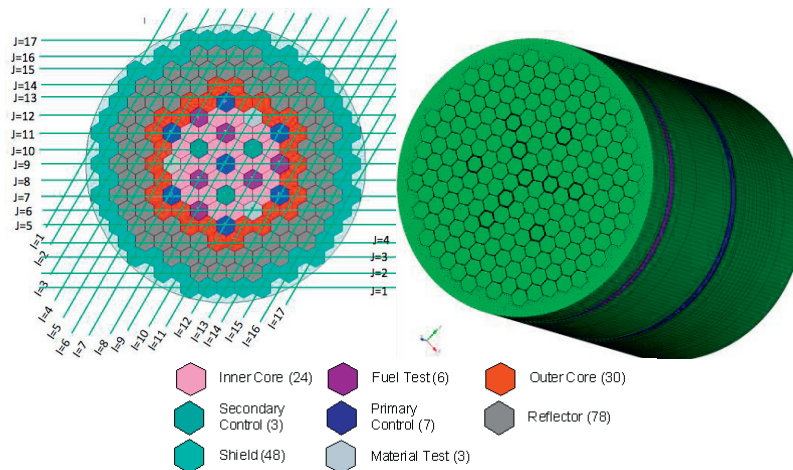 J=17
J=16
J=15
J=14
J=13
J=12
J=11
J=10
J=9
J=8
J=7
J=6
J=5
J=4
J=3
J=2
J=1
I=1
I=2
I=3
I=4
I=5
I=6
I=7
I=8
I=9
I=10
I=11
I=12
I=13
I=14
I=15
I=16
I=17
Inner Core (24)
Fuel Test (6)
Outer Core (30)
Secondary
Control (3)
Primary
Control (7)
Reflector (78)
Shield (48)
Material Test (3)